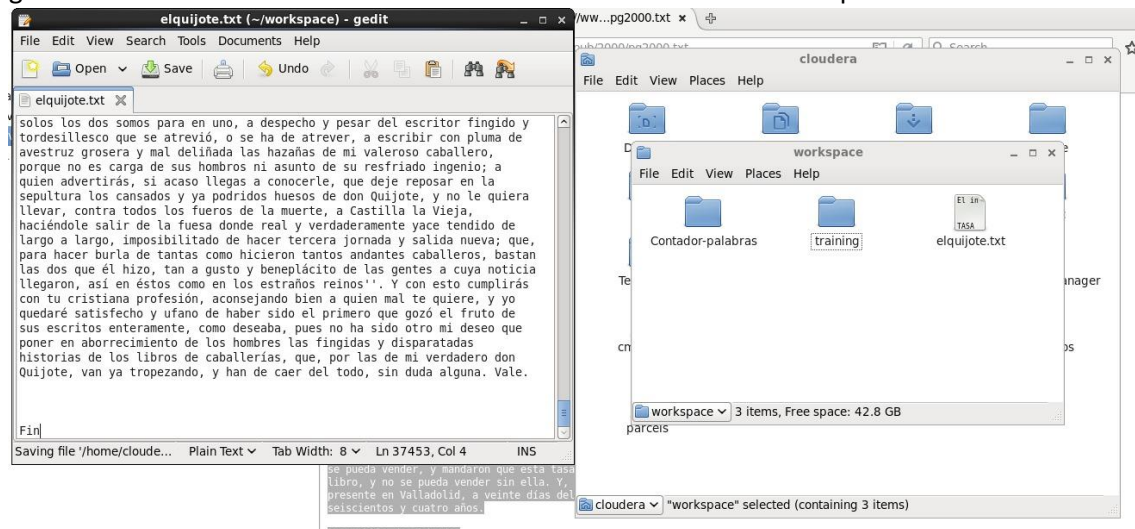 elquijote.txt (~/workspace) - gedit
File Edit View Search Tools Documents Help
Open Save Undo
elquijote.txt
solos los dos somos para en uno, a despecho y pesar del escritor fingido y
tordesillesco que se atrevió, o se ha de atrever, a escribir con pluma de
avestruz grosera y mal deliñada las hazañas de mi valeroso caballero,
porque no es carga de sus hombros ni asunto de su resfriado ingenio; a
quien advertirás, si acaso llegas a conocerle, que deje reposar en la
sepultura los cansados y ya podridos huesos de don Quijote, y no le quiera
llevar, contra todos los fueros de la muerte, a Castilla la Vieja,
haciéndole salir de la fuesa donde real y verdaderamente yace tendido de
largo a largo, imposibilitado de hacer tercera jornada y salida nueva; que,
para hacer burla de tantas como hicieron tantos andantes caballeros, bastan
las dos que él hizo, tan a gusto y beneplácito de las gentes a cuya noticia
llegaron, así en éstos como en los estraños reinos''. Y con esto cumplirás
con tu cristiana profesión, aconsejando bien a quien mal te quiere, y yo
quedaré satisfecho y ufano de haber sido el primero que gozó el fruto de
sus escritos enteramente, como deseaba, pues no ha sido otro mi deseo que
poner en aborrecimiento de los hombres las fingidas y disparatadas
historias de los libros de caballerías, que, por las de mi verdadero don
Quijote, van ya tropezando, y han de caer del todo, sin duda alguna. Vale.
Fin
Saving file '/home/cloude... Plain Text Tab Width: 8 Ln 37453, Col 4 INS
se pueda vender, y mandaron que esta tasa
libro, y no se pueda vender sin ella. Y,
presente en Valladolid, a veinte días del
seiscientos y cuatro años.
//ww...pg2000.txt
cloudera
File Edit View Places Help
workspace
File Edit View Places Help
El in
TASA
Contador-palabras training elquijote.txt
Te
anager
cm
os
workspace 3 items, Free space: 42.8 GB
parcels
cloudera "workspace" selected (containing 3 items)